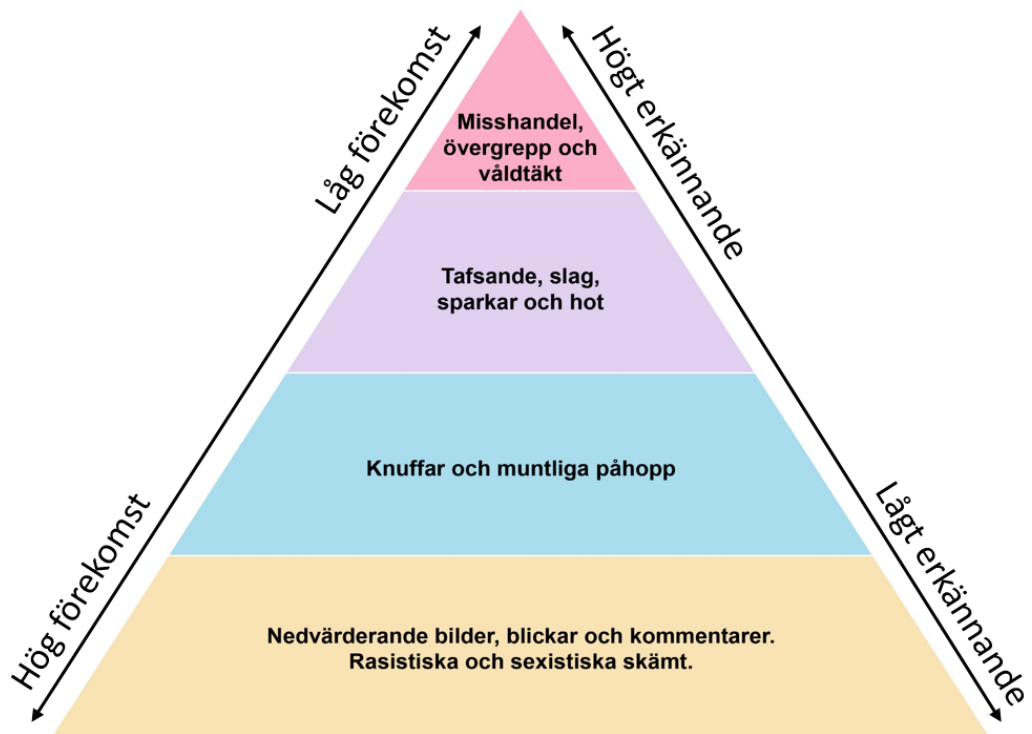 Låg förekomst
Högt erkännande
Misshandel,
övergrepp och
våldtäkt
Tafsande, slag,
sparkar och hot
Knuffar och muntliga påhopp
Hög förekomst
Lågt erkännande
Nedvärderande bilder, blickar och kommentarer.
Rasistiska och sexistiska skämt.